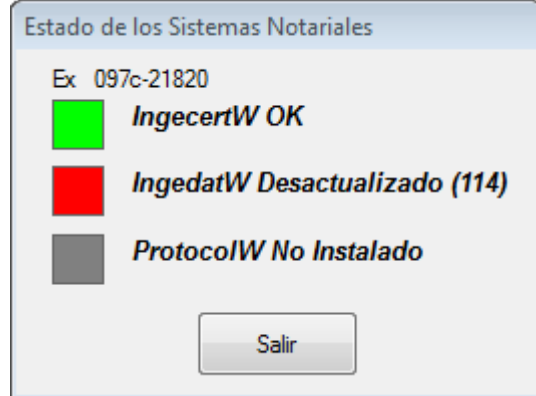 Estado de los Sistemas Notariales
Ex 097c-21820
IngecertW OK
IngedatW Desactualizado (114)
ProtocolW No Instalado
Salir